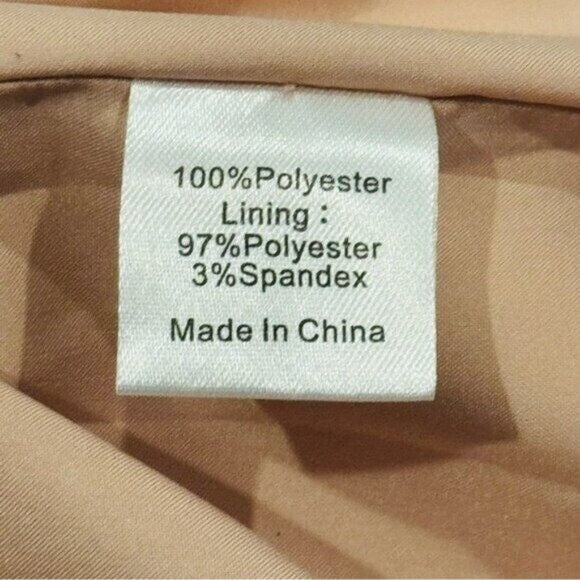 100%Polyester
Lining：
97%Polyester
3%Spandex
Made In China